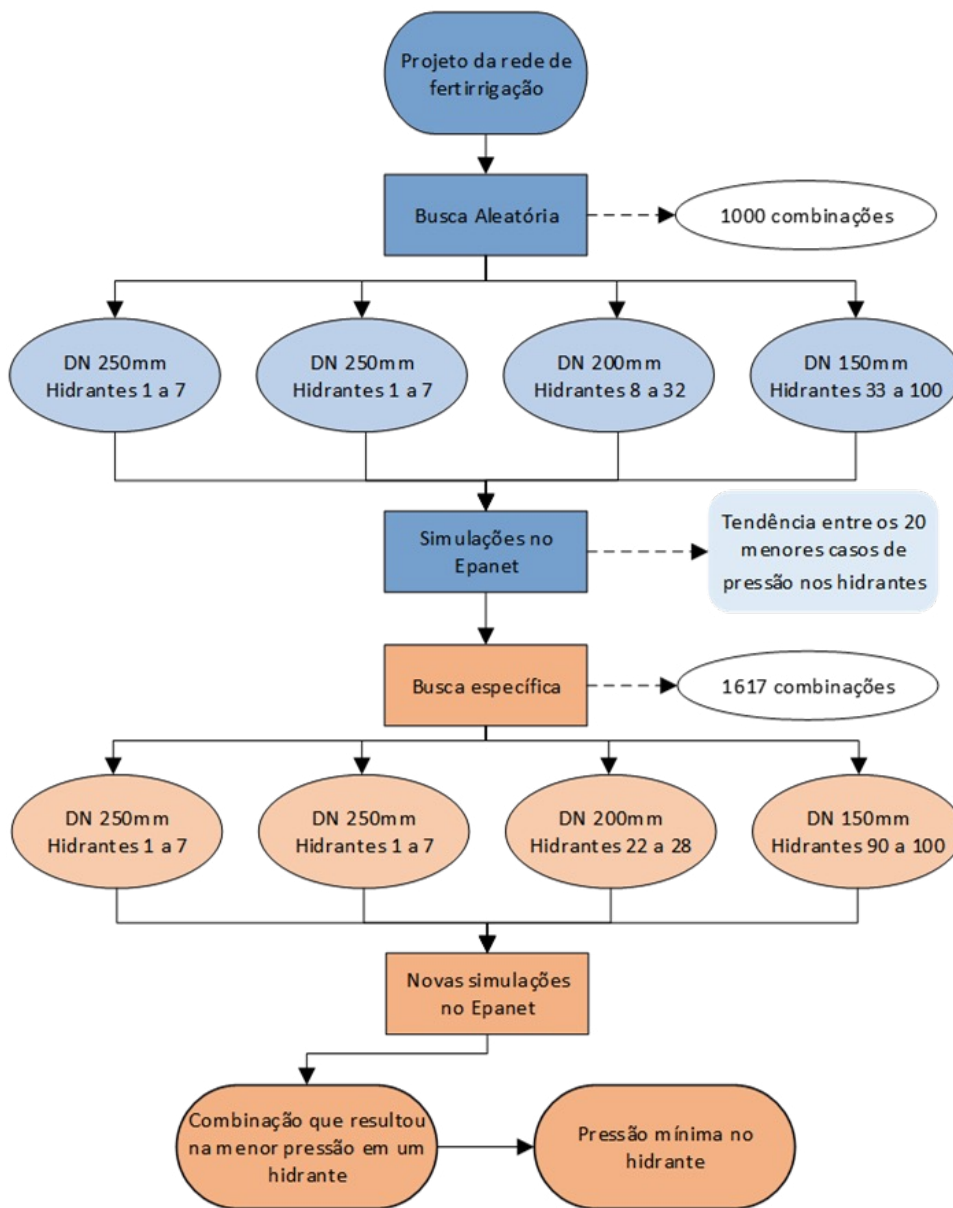 Projeto da rede de
fertirrigação
Busca Aleatória
1000 combinações
DN 250mm
Hidrantes 1 a 7
DN 250mm
Hidrantes 1 a 7
DN 200mm
Hidrantes 8 a 32
DN 150mm
Hidrantes 33 a 100
Simulações no
Epanet
Tendência entre os 20
menores casos de
pressão nos hidrantes
Busca específica
1617 combinações
DN 250mm
Hidrantes 1 a 7
DN 250mm
Hidrantes 1 a 7
DN 200mm
Hidrantes 22 a 28
DN 150mm
Hidrantes 90 a 100
Novas simulações
no Epanet
Combinação que resultou
na menor pressão em um
hidrante
Pressão mínima no
hidrante